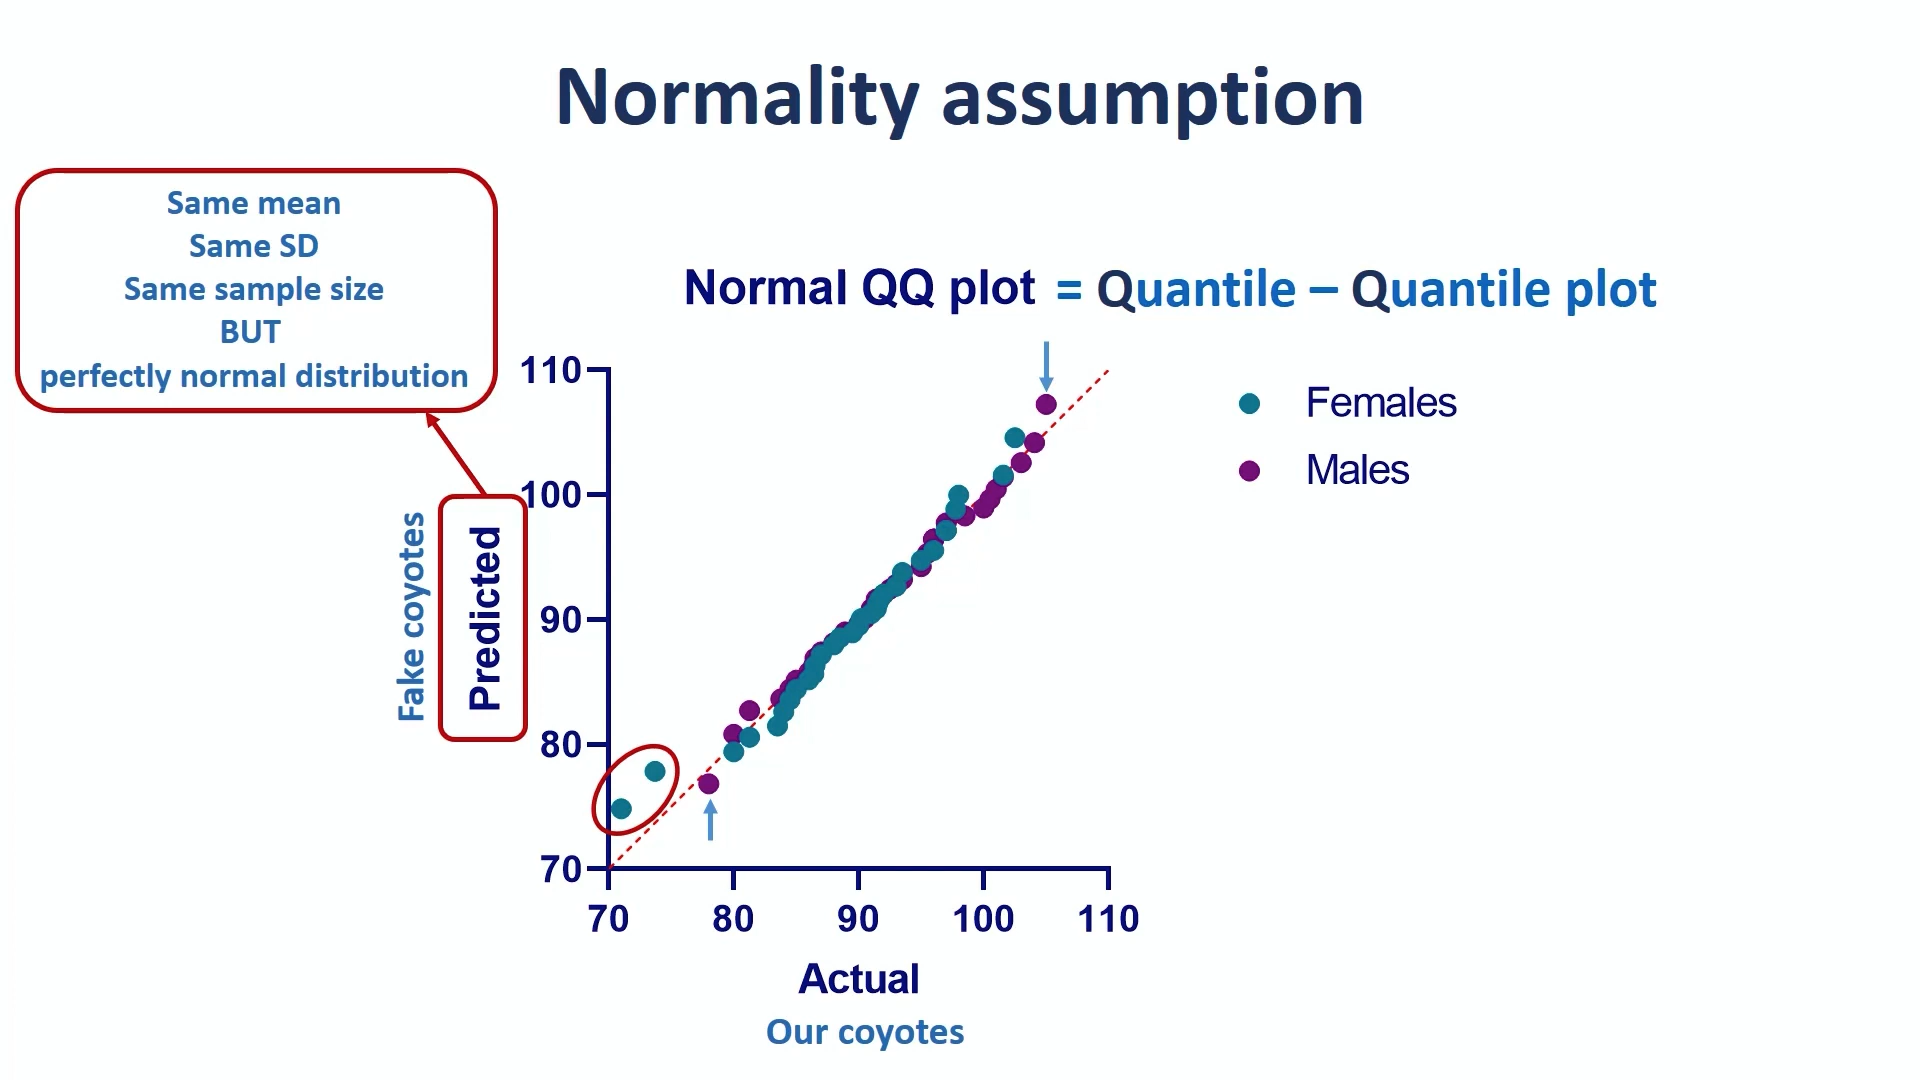 Normality assumption
Same mean
Same SD
Same sample size
BUT
perfectly normal distribution
Normal QQ plot = Quantile – Quantile plot
Females
Males
Fake coyotes
Predicted
110
100
90
80
70
70 80 90 100 110
Actual
Our coyotes